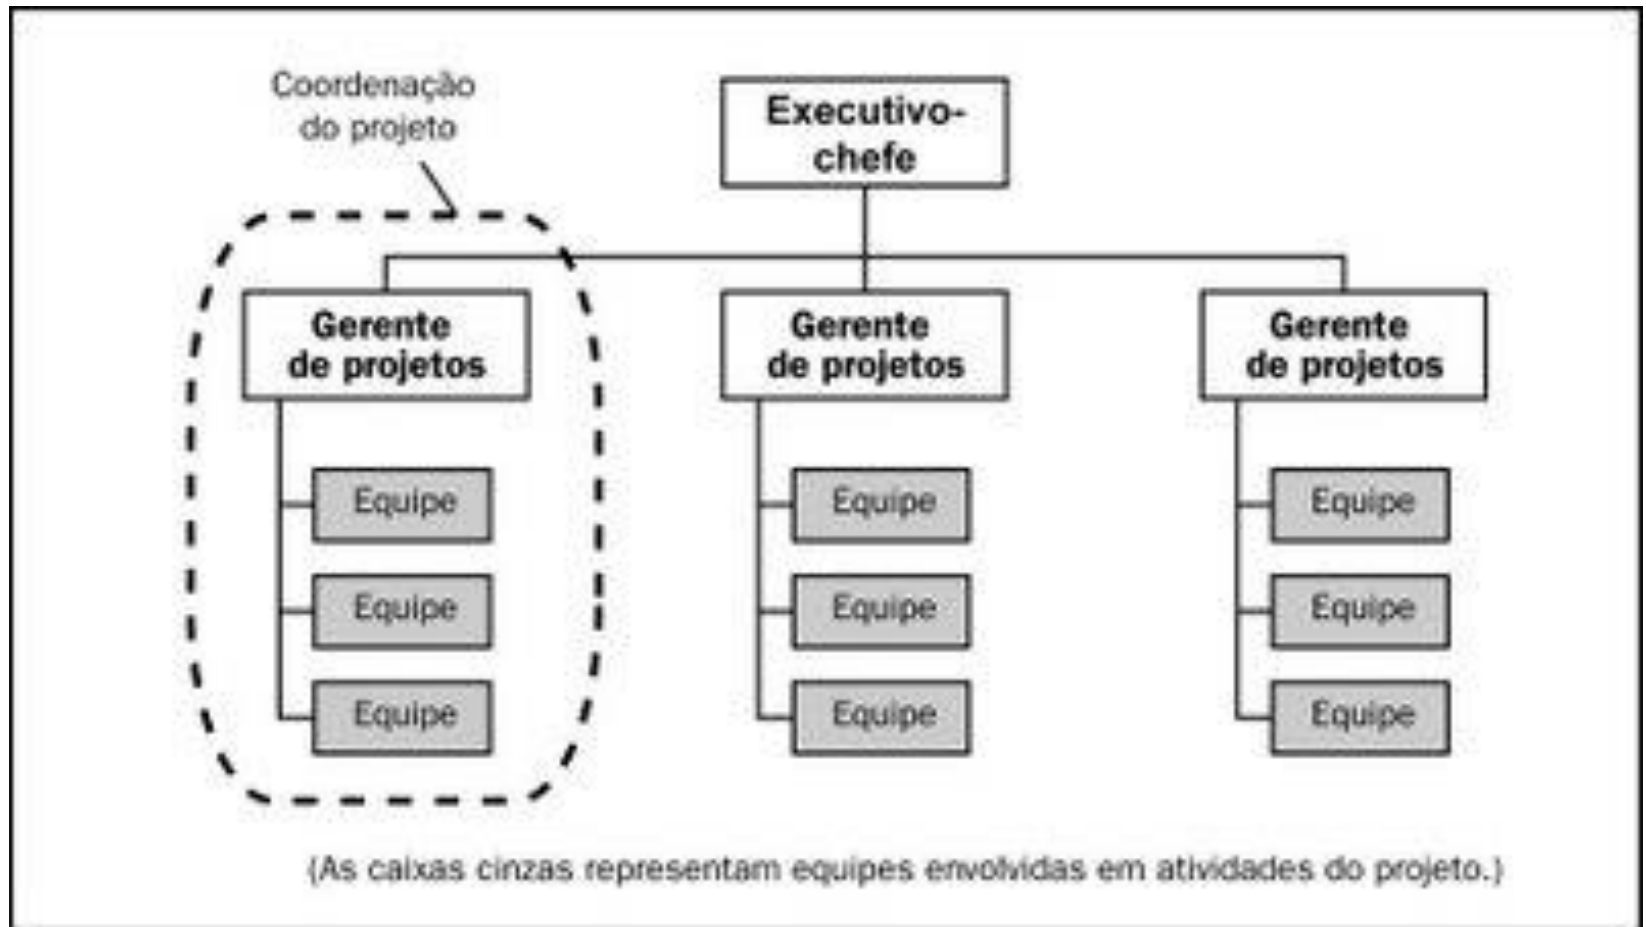 Coordenação
do projeto
Executivo-
chefe
Gerente
de projetos
Gerente
de projetos
Gerente
de projetos
Equipe
Equipe
Equipe
Equipe
Equipe
Equipe
Equipe
Equipe
Equipe
(As caixas cinzas representam equipes envolvidas em atividades do projeto.)